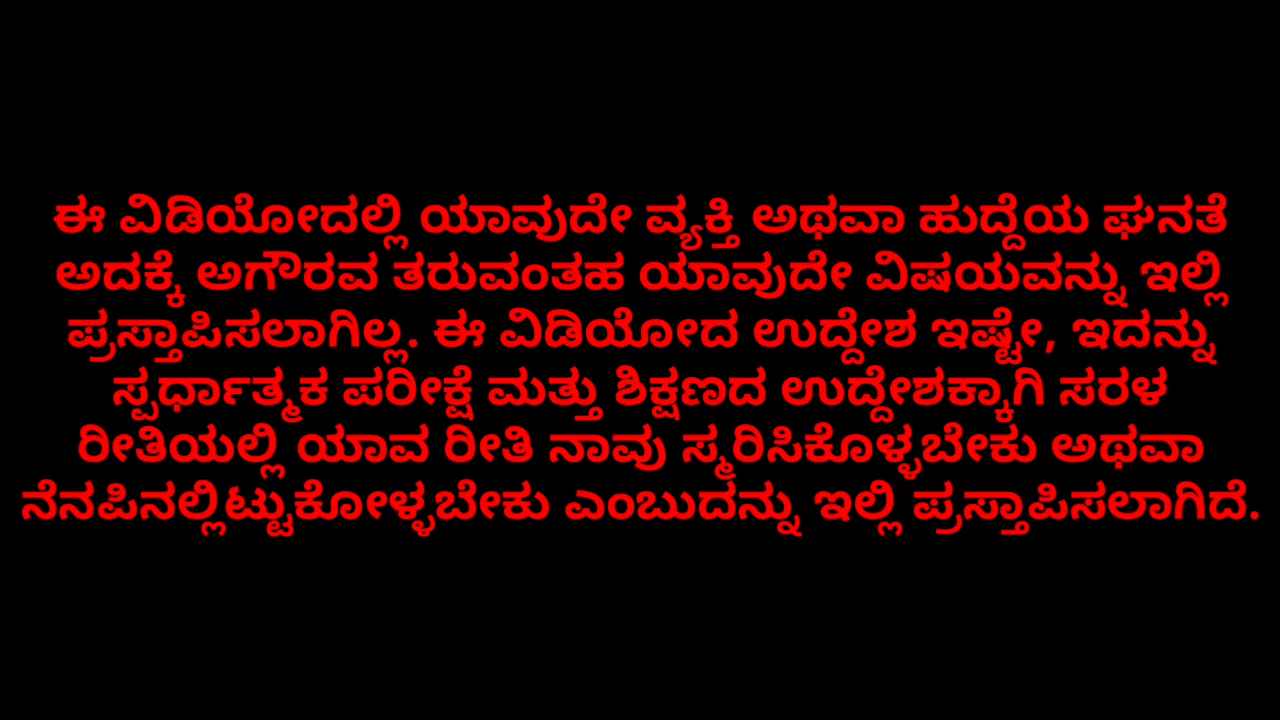 ಈ ವಿಡಿಯೋದಲ್ಲಿ ಯಾವುದೇ ವ್ಯಕ್ತಿ ಅಥವಾ ಹುದ್ದೆಯ ಘನತೆ
ಅದಕ್ಕೆ ಅಗೌರವ ತರುವಂತಹ ಯಾವುದೇ ವಿಷಯವನ್ನು ಇಲ್ಲಿ
ಪ್ರಸ್ತಾಪಿಸಲಾಗಿಲ್ಲ. ಈ ವಿಡಿಯೋದ ಉದ್ದೇಶ ಇಷ್ಟೇ, ಇದನ್ನು
ಸ್ಪರ್ಧಾತ್ಮಕ ಪರೀಕ್ಷೆ ಮತ್ತು ಶಿಕ್ಷಣದ ಉದ್ದೇಶಕ್ಕಾಗಿ ಸರಳ
ರೀತಿಯಲ್ಲಿ ಯಾವ ರೀತಿ ನಾವು ಸ್ಮರಿಸಿಕೊಳ್ಳಬೇಕು ಅಥವಾ
ನೆನಪಿನಲ್ಲಿಟ್ಟುಕೋಳ್ಳಬೇಕು ಎಂಬುದನ್ನು ಇಲ್ಲಿ ಪ್ರಸ್ತಾಪಿಸಲಾಗಿದೆ.